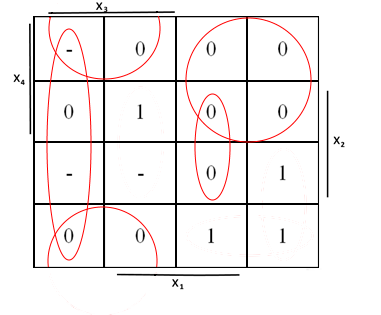 x₃
- 0 0 0
x₄
0 1 0 0
x₂
- - 0 1
0 0 1 1
x₁